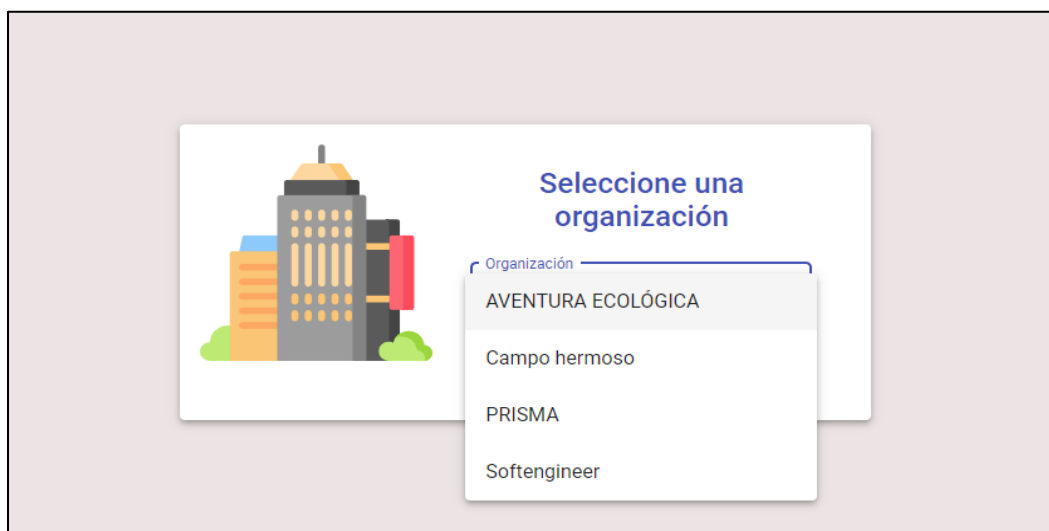 Seleccione una
organización
Organización
AVENTURA ECOLÓGICA
Campo hermoso
PRISMA
Softengineer